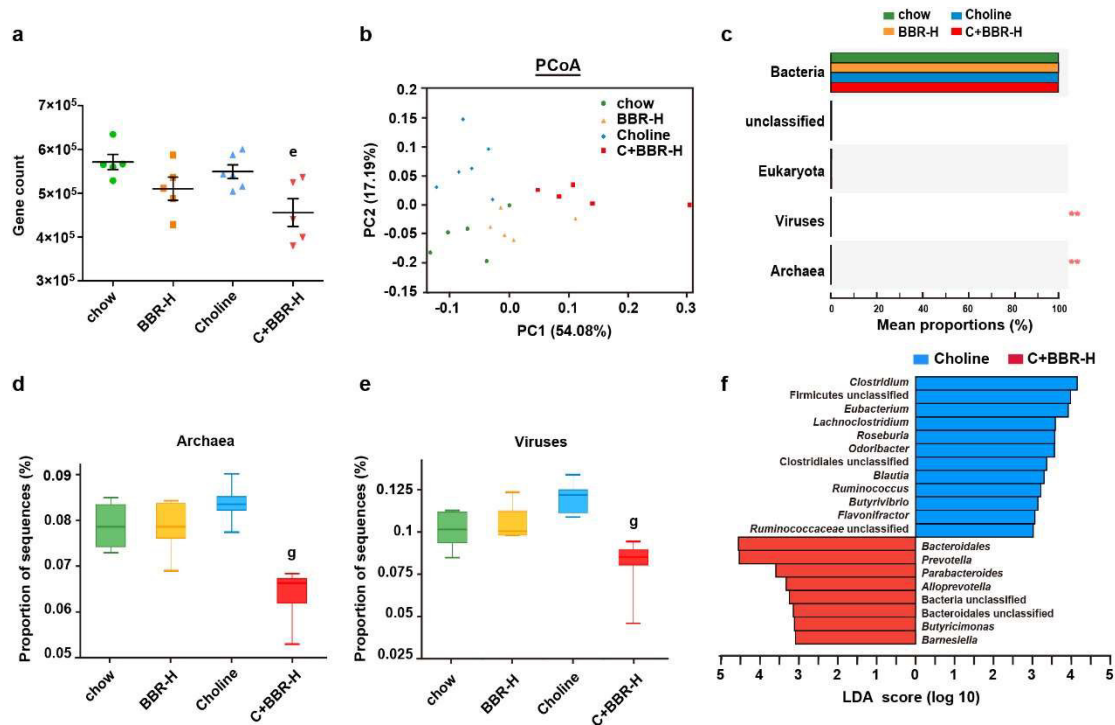 a
Gene count
7×10⁵
6×10⁵
5×10⁵
4×10⁵
3×10⁵
e
chow
BBR-H
Choline
C+BBR-H
b
PCoA
chow
BBR-H
Choline
C+BBR-H
PC2 (17.19%)
0.15
0.1
0.05
0.0
-0.05
-0.2
0.15
-0.1
0.0
0.1
0.2
0.3
PC1 (54.08%)
chow
Choline
BBR-H
C+BBR-H
c
Bacteria
unclassified
Eukaryota
Viruses
**
Archaea
**
0 20 40 60 80 100
Mean proportions (%)
d
Archaea
Proportion of sequences (%)
0.09
0.08
0.07
0.06
0.05
g
chow
BBR-H
Choline
C+BBR-H
e
Viruses
Proportion of sequences (%)
0.125
0.1
0.075
0.05
0.025
g
chow
BBR-H
Choline
C+BBR-H
f
Choline
C+BBR-H
Clostridium
Firmicutes unclassified
Eubacterium
Lachnoclostridium
Roseburia
Odoribacter
Clostridiales unclassified
Blautia
Ruminococcus
Butyrivibrio
Flavonifractor
Ruminococcaceae unclassified
Bacteroidales
Prevotella
Parabacteroides
Alloprevotella
Bacteria unclassified
Bacteroidales unclassified
Butyricimonas
Barnesiella
5 4 3 2 1 0 1 2 3 4 5
LDA score (log 10)